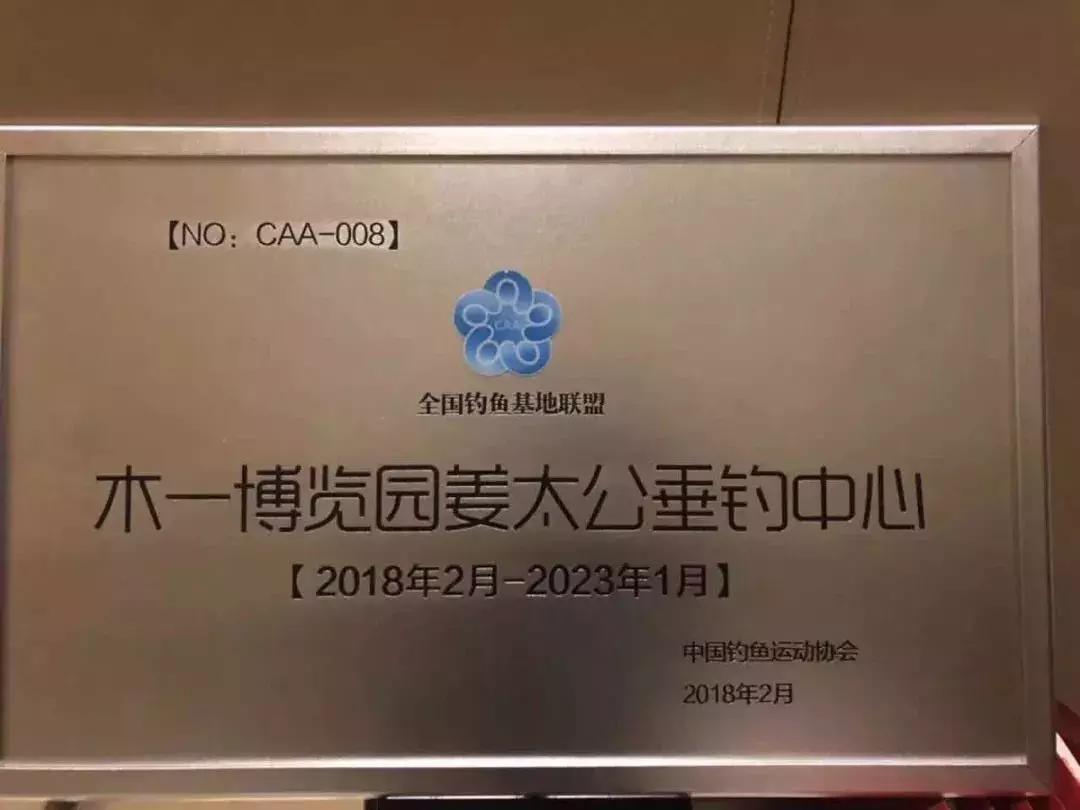 【NO：CAA-008】
CAA
全国钓鱼基地联盟
木一博览园姜太公垂钓中心
【2018年2月-2023年1月】
中国钓鱼运动协会
2018年2月